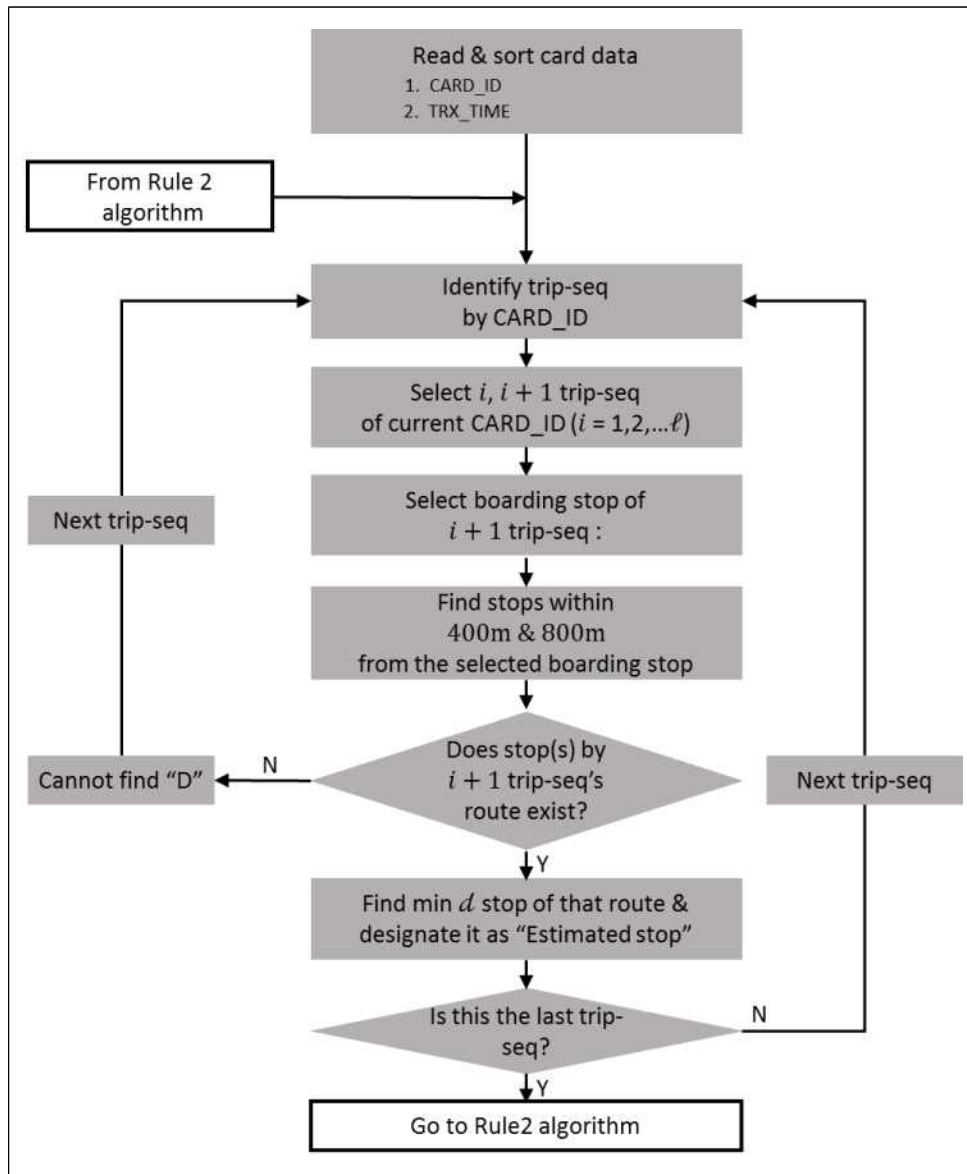 Read & sort card data
1. CARD_ID
2. TRX_TIME
From Rule 2
algorithm
Identify trip-seq
by CARD_ID
Select i, i + 1 trip-seq
of current CARD_ID (i = 1,2,...ℓ)
Next trip-seq
Select boarding stop of
i + 1 trip-seq :
Find stops within
400m & 800m
from the selected boarding stop
Does stop(s) by
i + 1 trip-seq's
route exist?
N
Cannot find “D”
Next trip-seq
Y
Find min d stop of that route &
designate it as “Estimated stop”
Is this the last trip-
seq?
N
Y
Go to Rule2 algorithm